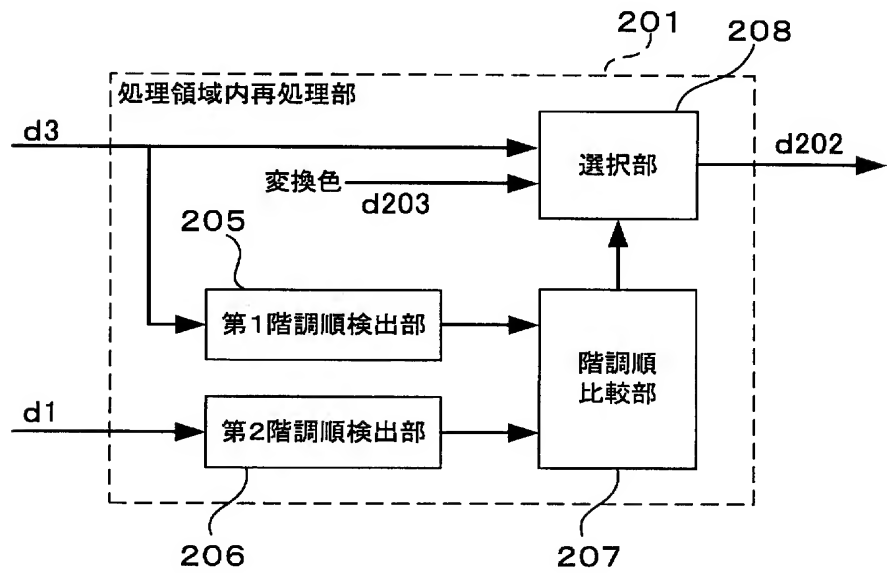 201
208
処理領域内再処理部
d3
選択部
d202
変換色
d203
205
第1階調順検出部
階調順
比較部
d1
第2階調順検出部
206
207